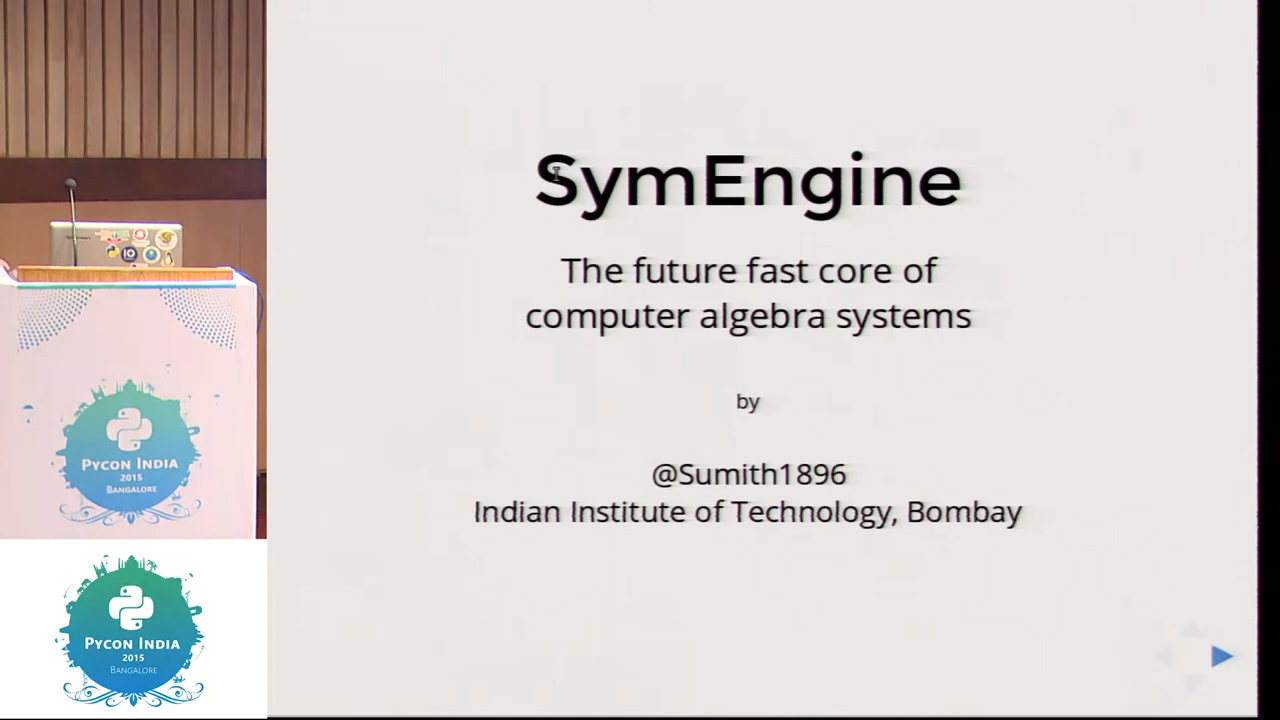 SymEngine
The future fast core of
computer algebra systems
by
@Sumith1896
Indian Institute of Technology, Bombay
PYCON INDIA
2015
BANGALORE
PYCON INDIA
2015
BANGALORE